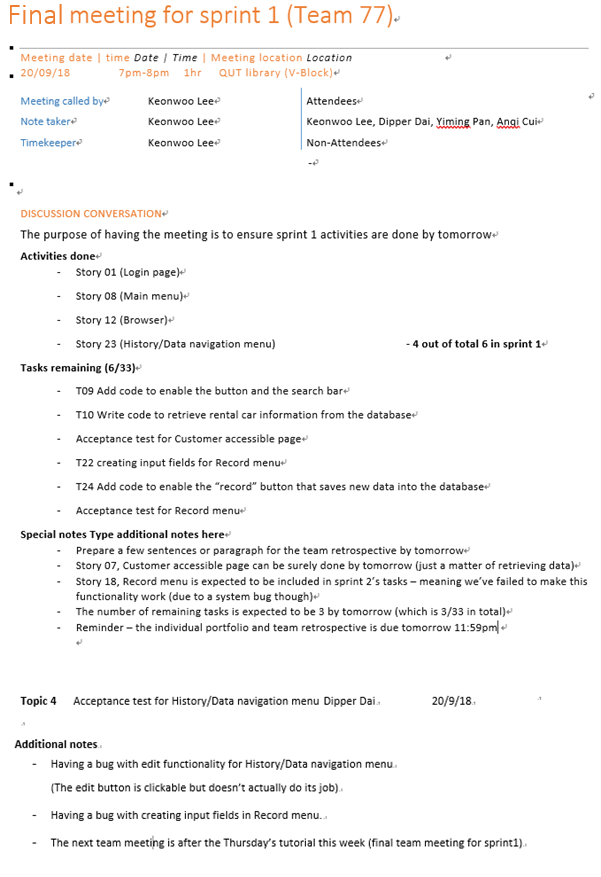 Final meeting for sprint 1 (Team 77)
Meeting date | time Date | Time | Meeting location Location
20/09/18 7pm-8pm 1hr QUT library (V-Block)
Meeting called by Keonwoo Lee Attendees
Note taker Keonwoo Lee Keonwoo Lee, Dipper Dai, Yiming Pan, Anqi Cui
Timekeeper Keonwoo Lee Non-Attendees
-
DISCUSSION CONVERSATION
The purpose of having the meeting is to ensure sprint 1 activities are done by tomorrow
Activities done
- Story 01 (Login page)
- Story 08 (Main menu)
- Story 12 (Browser)
- Story 23 (History/Data navigation menu) - 4 out of total 6 in sprint 1
Tasks remaining (6/33)
- T09 Add code to enable the button and the search bar
- T10 Write code to retrieve rental car information from the database
- Acceptance test for Customer accessible page
- T22 creating input fields for Record menu
- T24 Add code to enable the “record” button that saves new data into the database
- Acceptance test for Record menu
Special notes Type additional notes here
- Prepare a few sentences or paragraph for the team retrospective by tomorrow
- Story 07, Customer accessible page can be surely done by tomorrow (just a matter of retrieving data)
- Story 18, Record menu is expected to be included in sprint 2’s tasks – meaning we’ve failed to make this
functionality work (due to a system bug though)
- The number of remaining tasks is expected to be 3 by tomorrow (which is 3/33 in total)
- Reminder – the individual portfolio and team retrospective is due tomorrow 11:59pm
Topic 4 Acceptance test for History/Data navigation menu Dipper Dai 20/9/18
Additional notes
- Having a bug with edit functionality for History/Data navigation menu
(The edit button is clickable but doesn’t actually do its job)
- Having a bug with creating input fields in Record menu.
- The next team meeting is after the Thursday’s tutorial this week (final team meeting for sprint1)